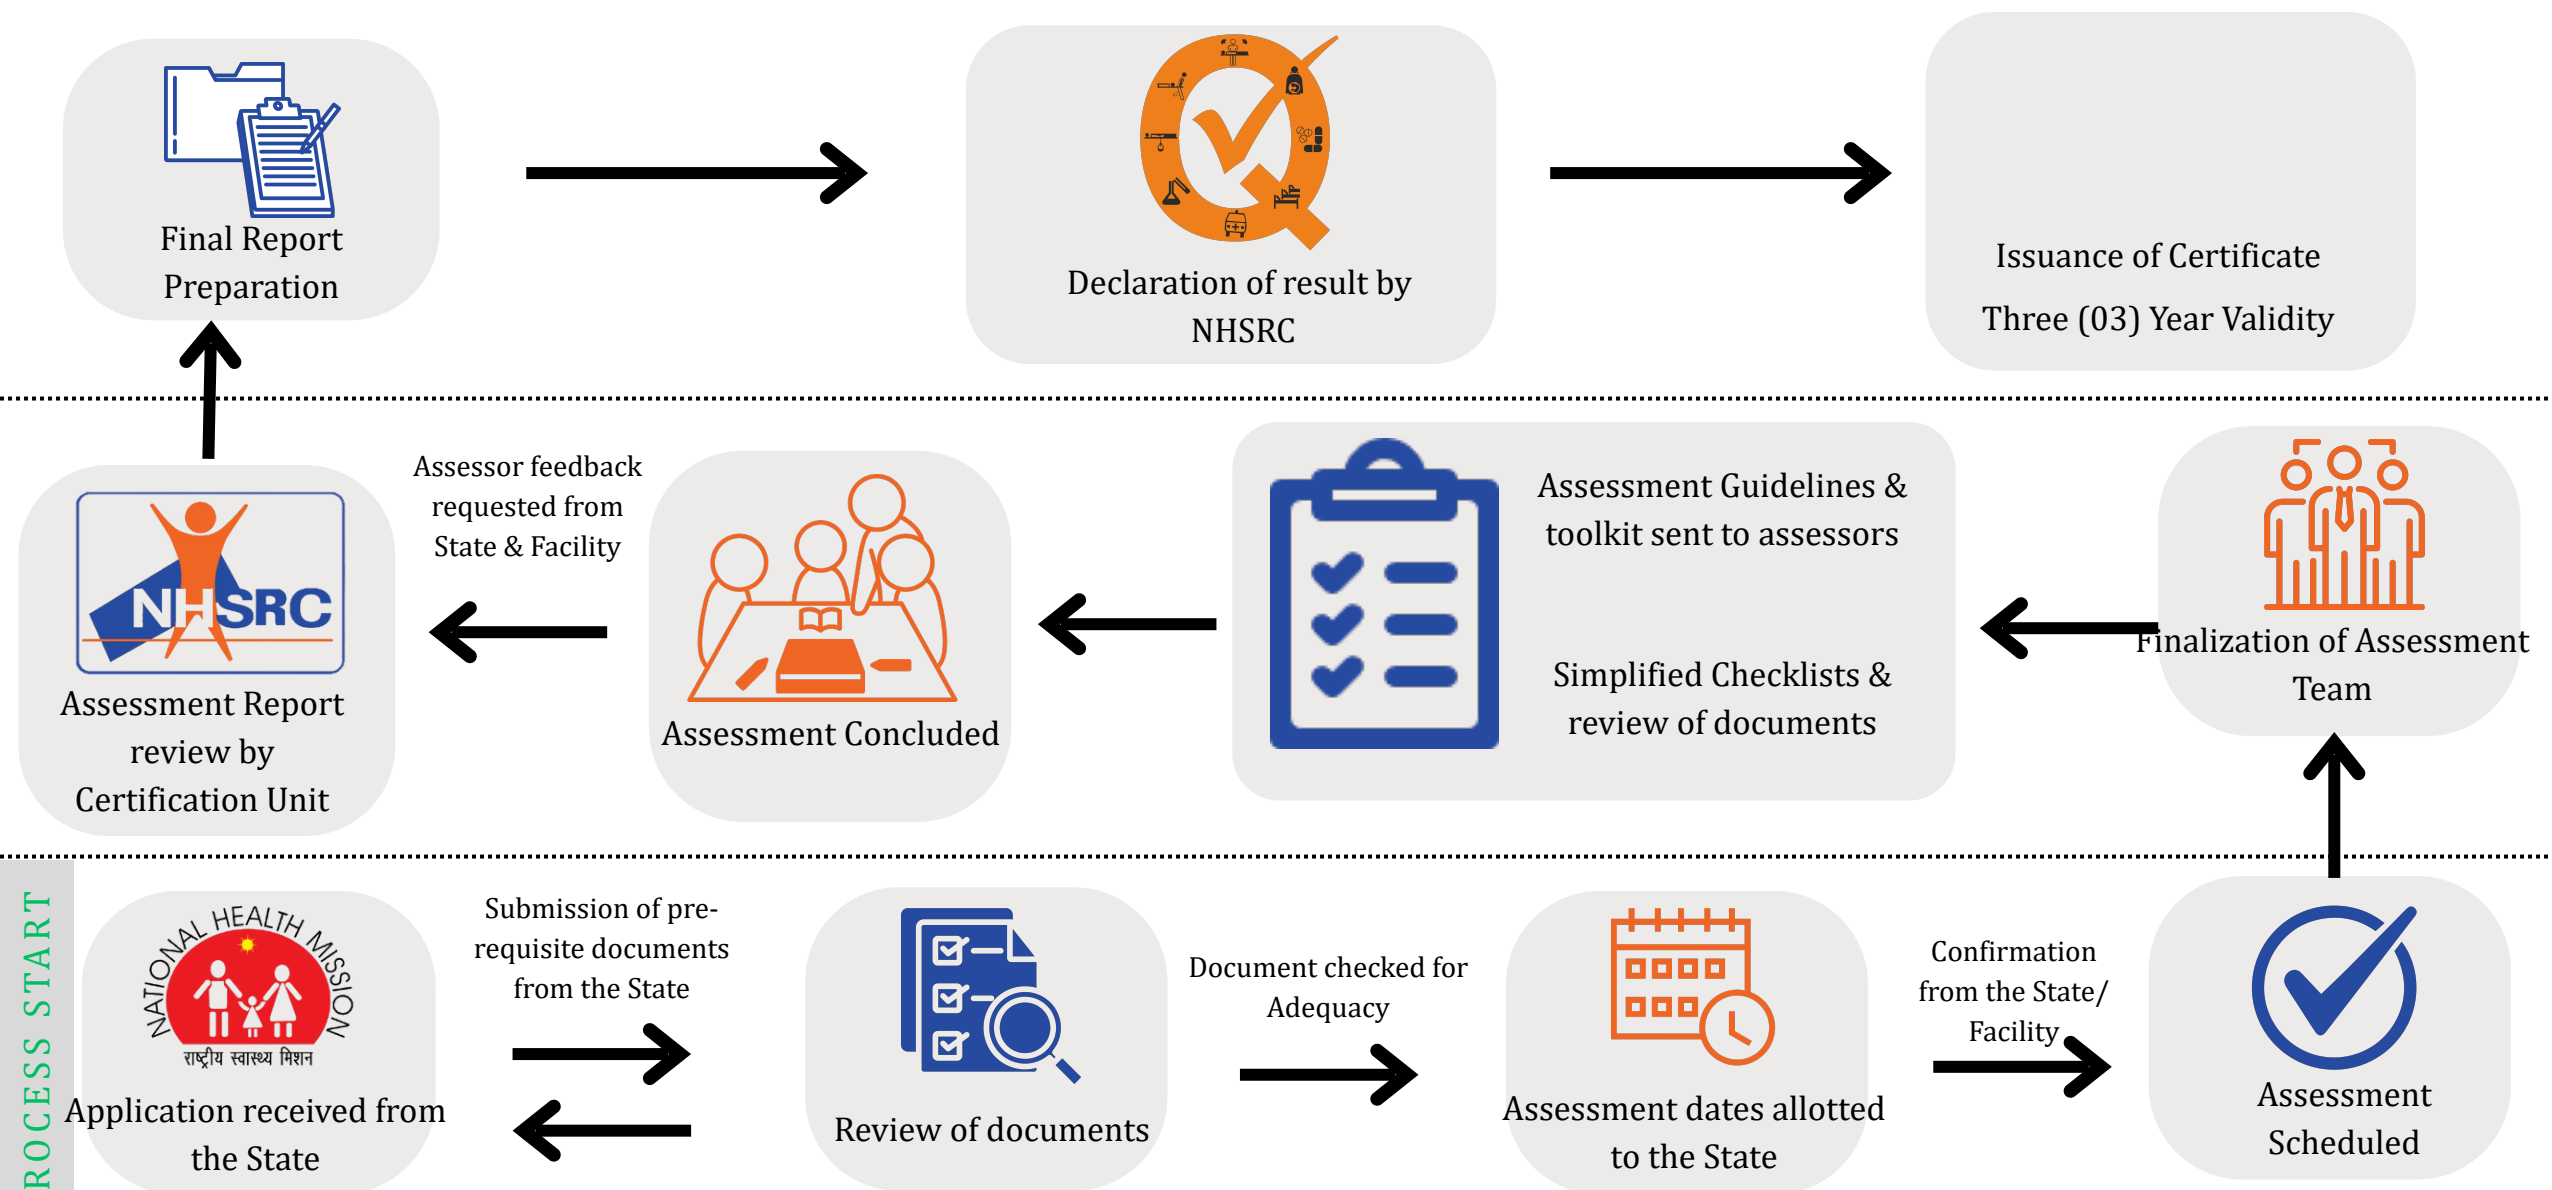 Final Report
Preparation
Declaration of result by
NHSRC
Issuance of Certificate
Three (03) Year Validity
Assessor feedback
requested from
State & Facility
NHSRC
Assessment Report
review by
Certification Unit
Assessment Concluded
Assessment Guidelines &
toolkit sent to assessors
Simplified Checklists &
review of documents
Finalization of Assessment
Team
ROCESS START
NATIONAL HEALTH MISSION
राष्ट्रीय स्वास्थ्य मिशन
Application received from
the State
Submission of pre-
requisite documents
from the State
Review of documents
Document checked for
Adequacy
Assessment dates allotted
to the State
Confirmation
from the State/
Facility
Assessment
Scheduled